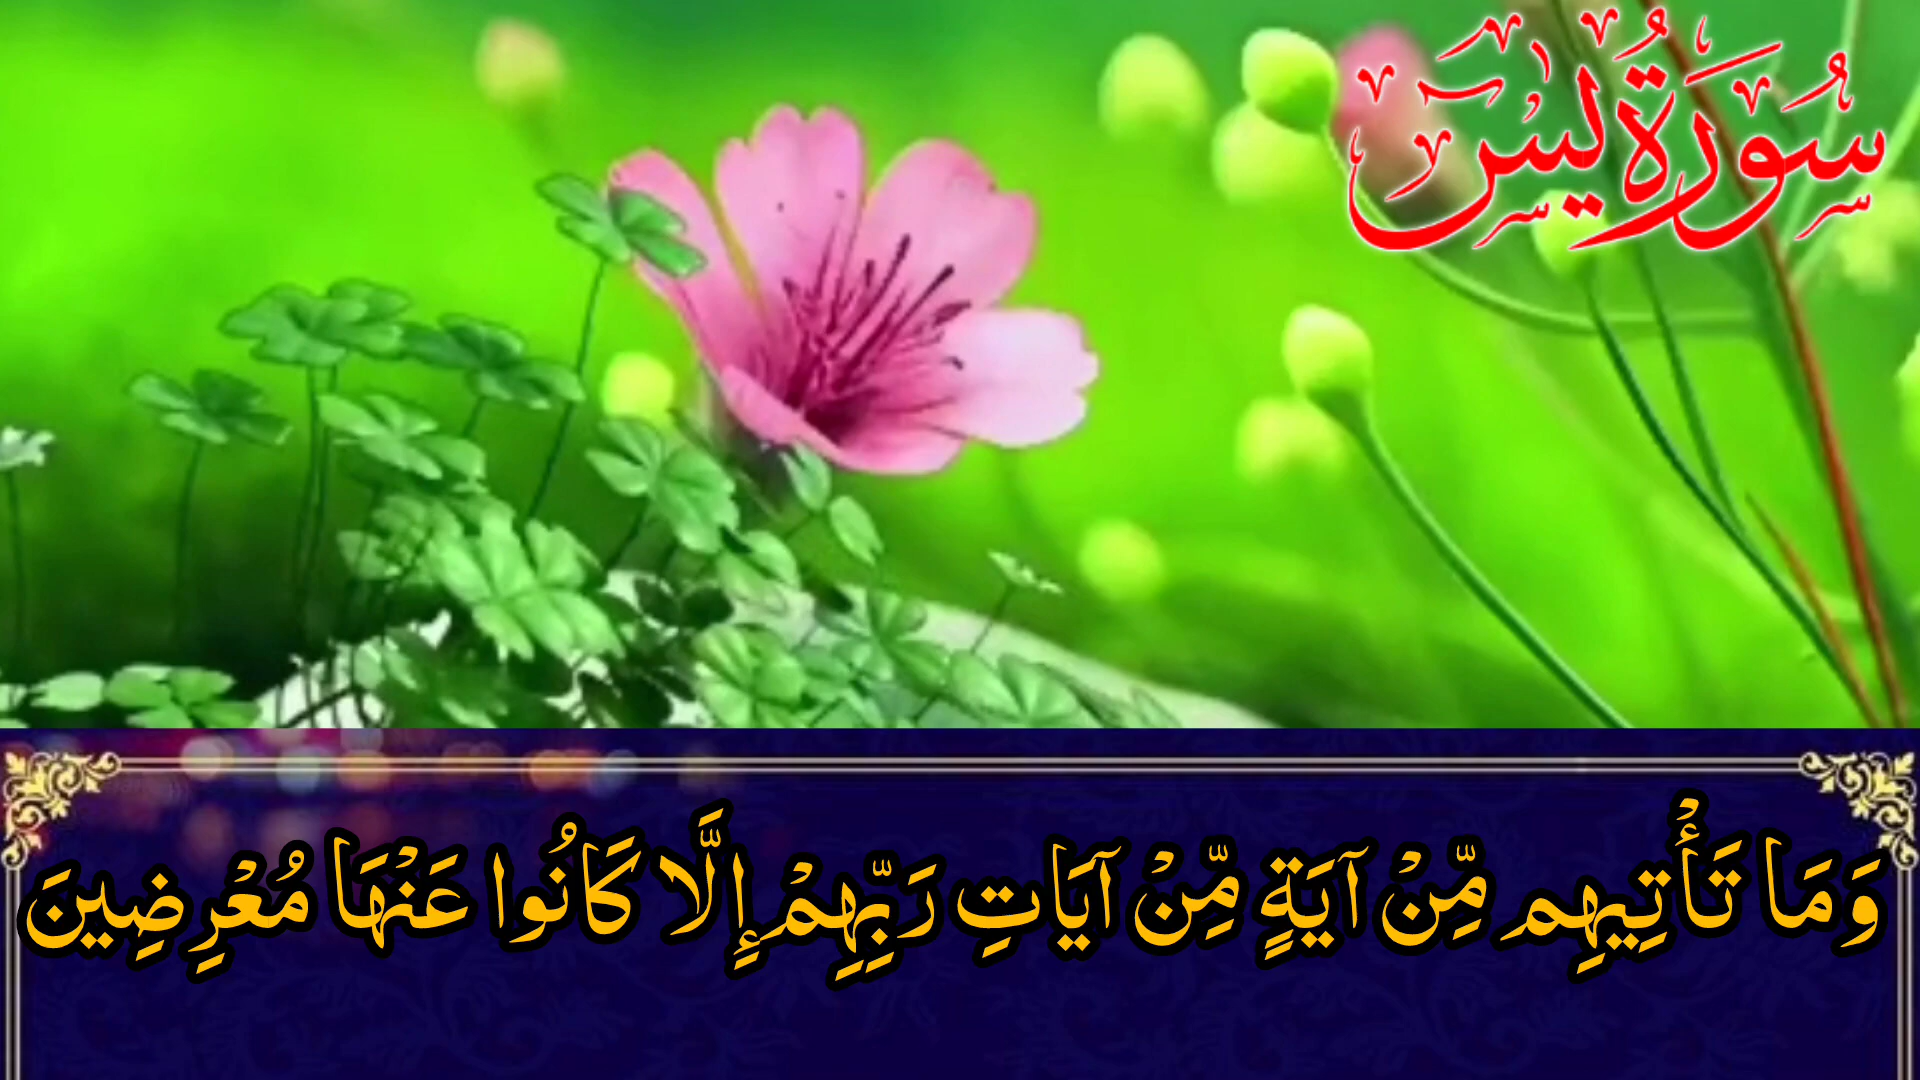 سُورَةُ يسٓ
وَمَا تَأْتِيهِم مِّنْ آيَةٍ مِّنْ آيَاتِ رَبِّهِمْ إِلَّا كَانُوا عَنْهَا مُعْرِضِينَ